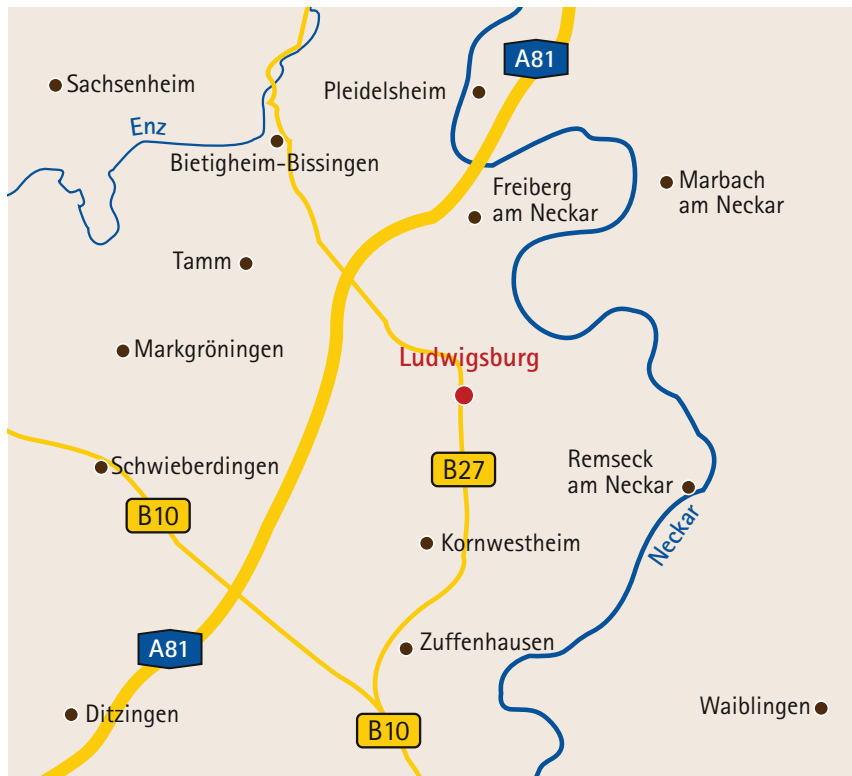 A81
Sachsenheim
Pleidelsheim
Enz
Bietigheim-Bissingen
Freiberg
am Neckar
Marbach
am Neckar
Tamm
Markgröningen
Ludwigsburg
Schwieberdingen
B27
Remseck
am Neckar
B10
Neckar
Kornwestheim
A81
Zuffenhausen
Ditzingen
B10
Waiblingen